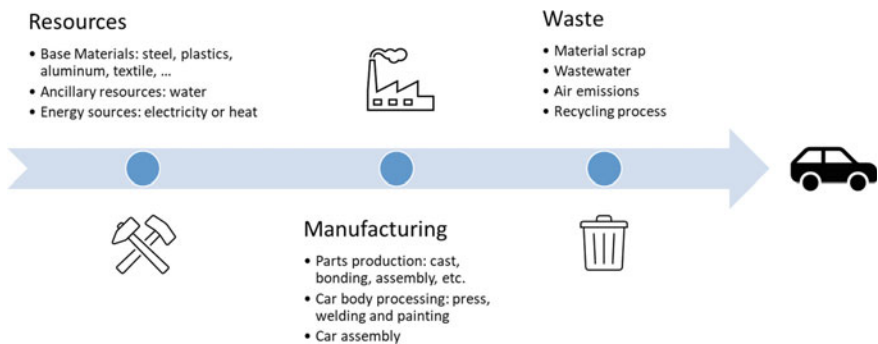 Resources
• Base Materials: steel, plastics,
aluminum, textile, ...
• Ancillary resources: water
• Energy sources: electricity or heat
Manufacturing
• Parts production: cast,
bonding, assembly, etc.
• Car body processing: press,
welding and painting
• Car assembly
Waste
• Material scrap
• Wastewater
• Air emissions
• Recycling process